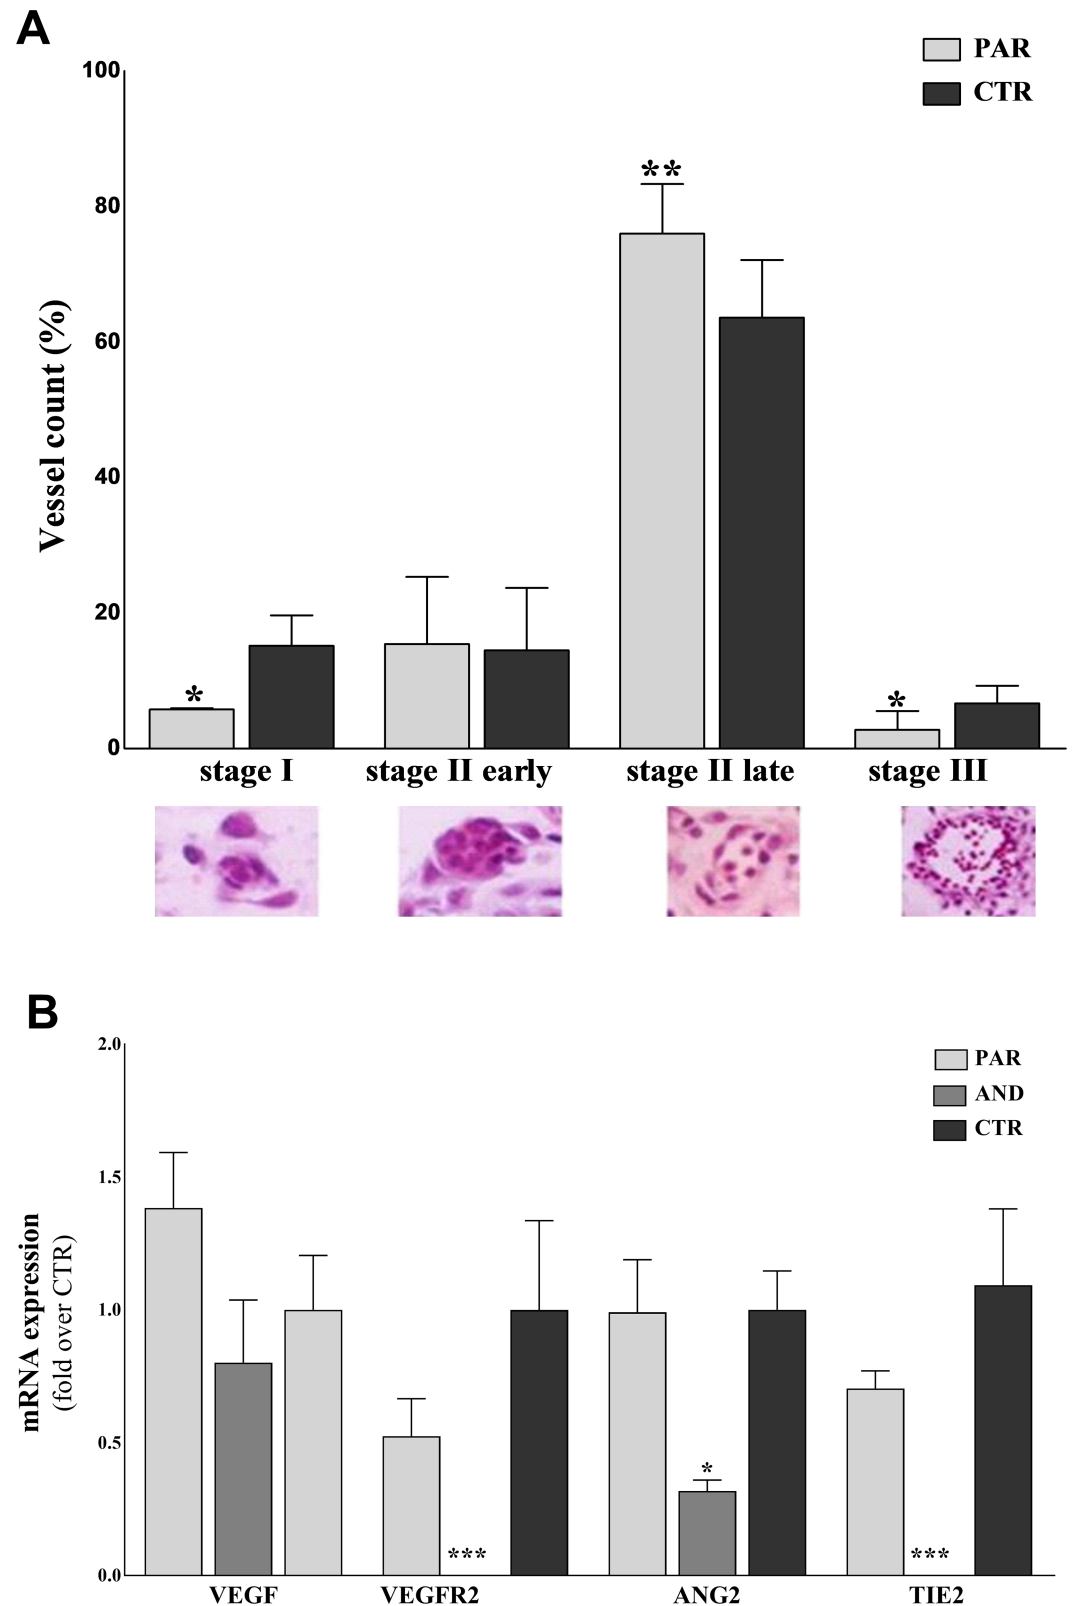 A
PAR
CTR
100
80
60
40
20
0
Vessel count (%)
**
*
*
stage I stage II early stage II late stage III
B
2.0
1.5
1.0
0.5
0.0
mRNA expression
(fold over CTR)
PAR
AND
CTR
*
*** ***
VEGF VEGFR2 ANG2 TIE2